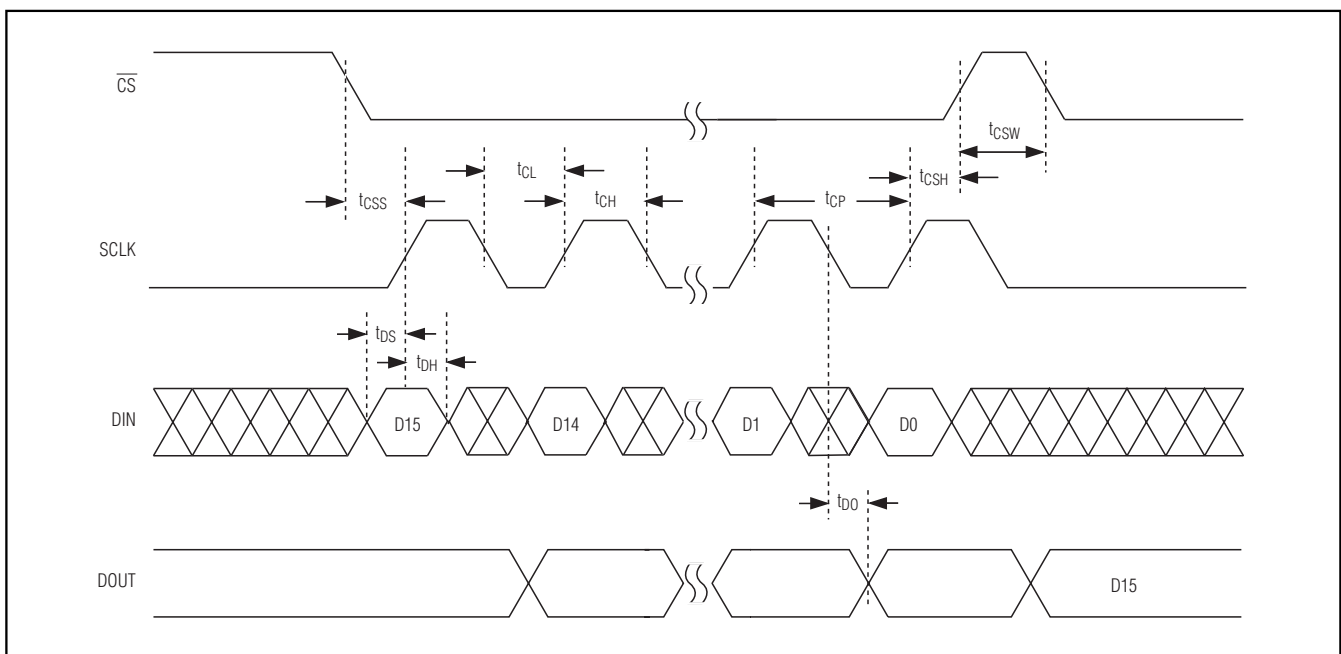 CS
tCSW
tCL
tCSH
tCH
tCP
tCSS
SCLK
tDS
tDH
DIN
D15
D14
D1
D0
tDO
DOUT
D15